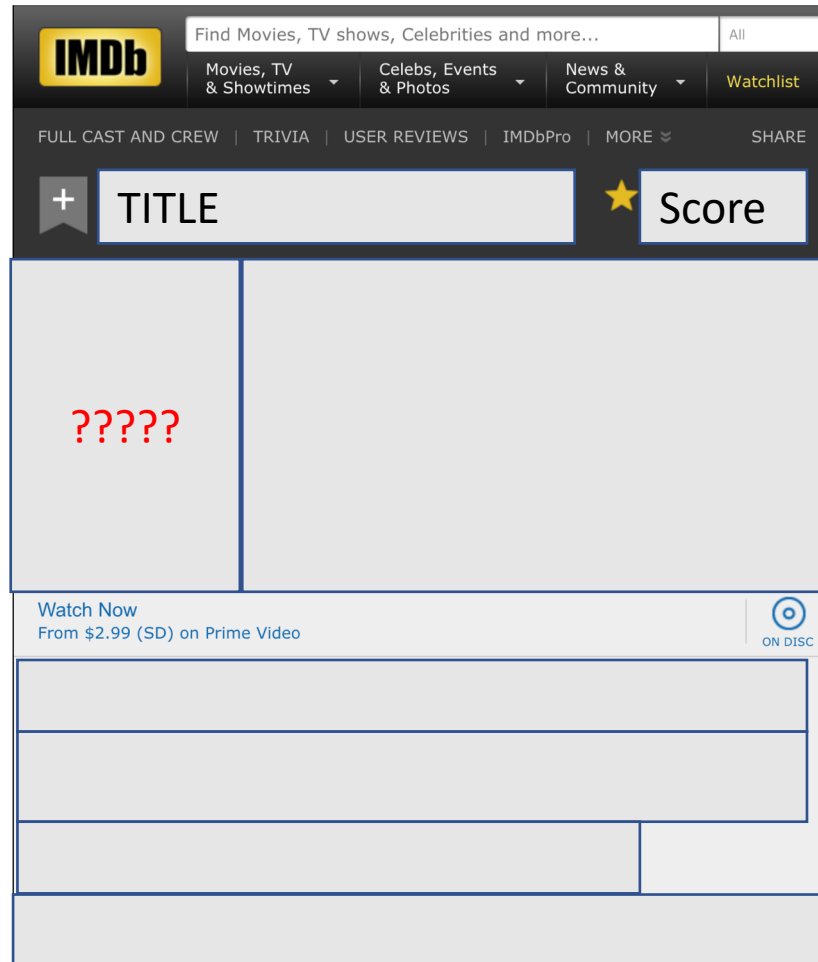 IMDb
Find Movies, TV shows, Celebrities and more...
All
Movies, TV
& Showtimes
Celebs, Events
& Photos
News &
Community
Watchlist
FULL CAST AND CREW | TRIVIA | USER REVIEWS | IMDbPro | MORE
SHARE
+
TITLE
Score
?????
Watch Now
From $2.99 (SD) on Prime Video
ON DISC